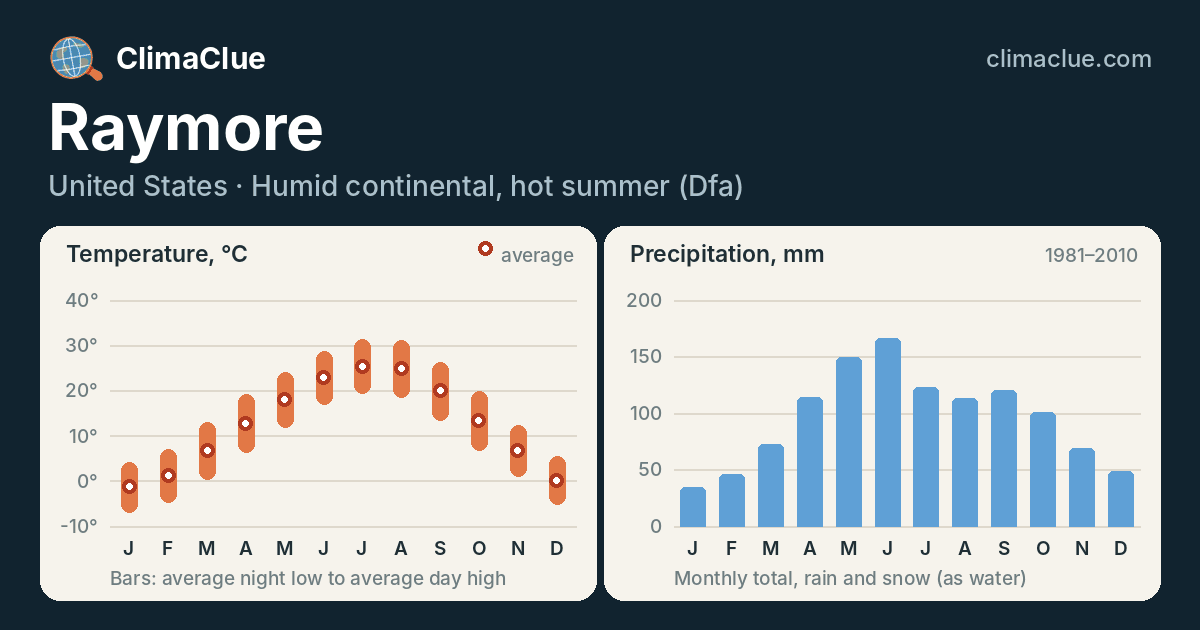 ClimaClue
climaclue.com
Raymore
United States · Humid continental, hot summer (Dfa)
Temperature, °C
average
40°
30°
20°
10°
0°
-10°
J F M A M J J A S O N D
Bars: average night low to average day high
Precipitation, mm
1981–2010
200
150
100
50
0
J F M A M J J A S O N D
Monthly total, rain and snow (as water)